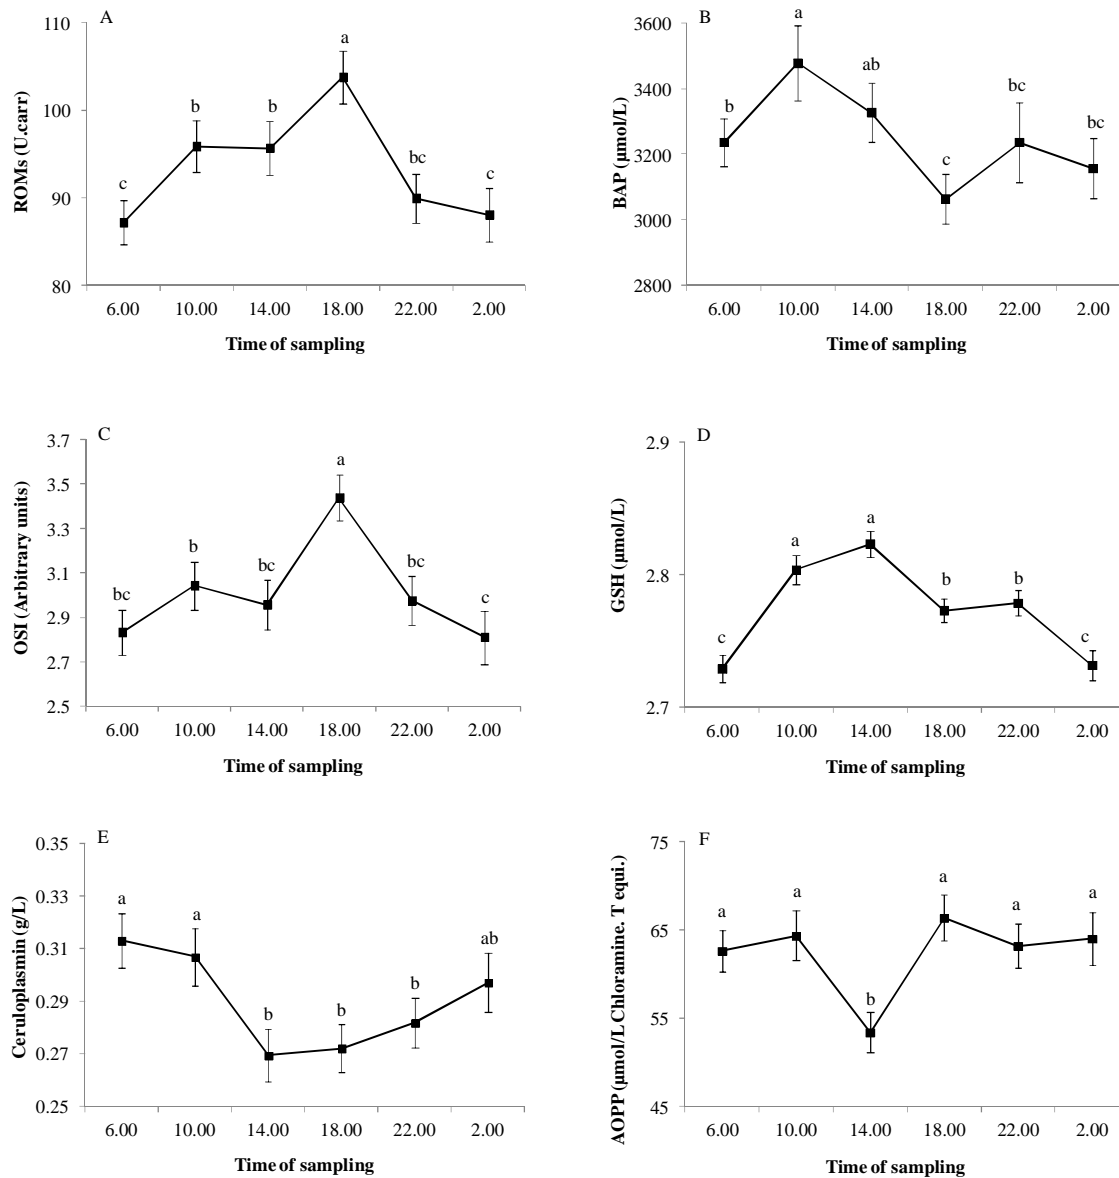 A
ROMs (U.carr)
110
100
90
80
c
b
b
a
bc
c
6.00 10.00 14.00 18.00 22.00 2.00
Time of sampling
B
BAP (µmol/L)
3600
3400
3200
3000
2800
b
a
ab
c
bc
bc
6.00 10.00 14.00 18.00 22.00 2.00
Time of sampling
C
OSI (Arbitrary units)
3.7
3.5
3.3
3.1
2.9
2.7
2.5
bc
b
bc
a
bc
c
6.00 10.00 14.00 18.00 22.00 2.00
Time of sampling
D
GSH (µmol/L)
2.9
2.8
2.7
c
a
a
b
b
c
6.00 10.00 14.00 18.00 22.00 2.00
Time of sampling
E
Ceruloplasmin (g/L)
0.35
0.33
0.31
0.29
0.27
0.25
a
a
b
b
b
ab
6.00 10.00 14.00 18.00 22.00 2.00
Time of sampling
F
AOPP (µmol/L Chloramine. T equi.)
75
65
55
45
a
a
b
a
a
a
6.00 10.00 14.00 18.00 22.00 2.00
Time of sampling